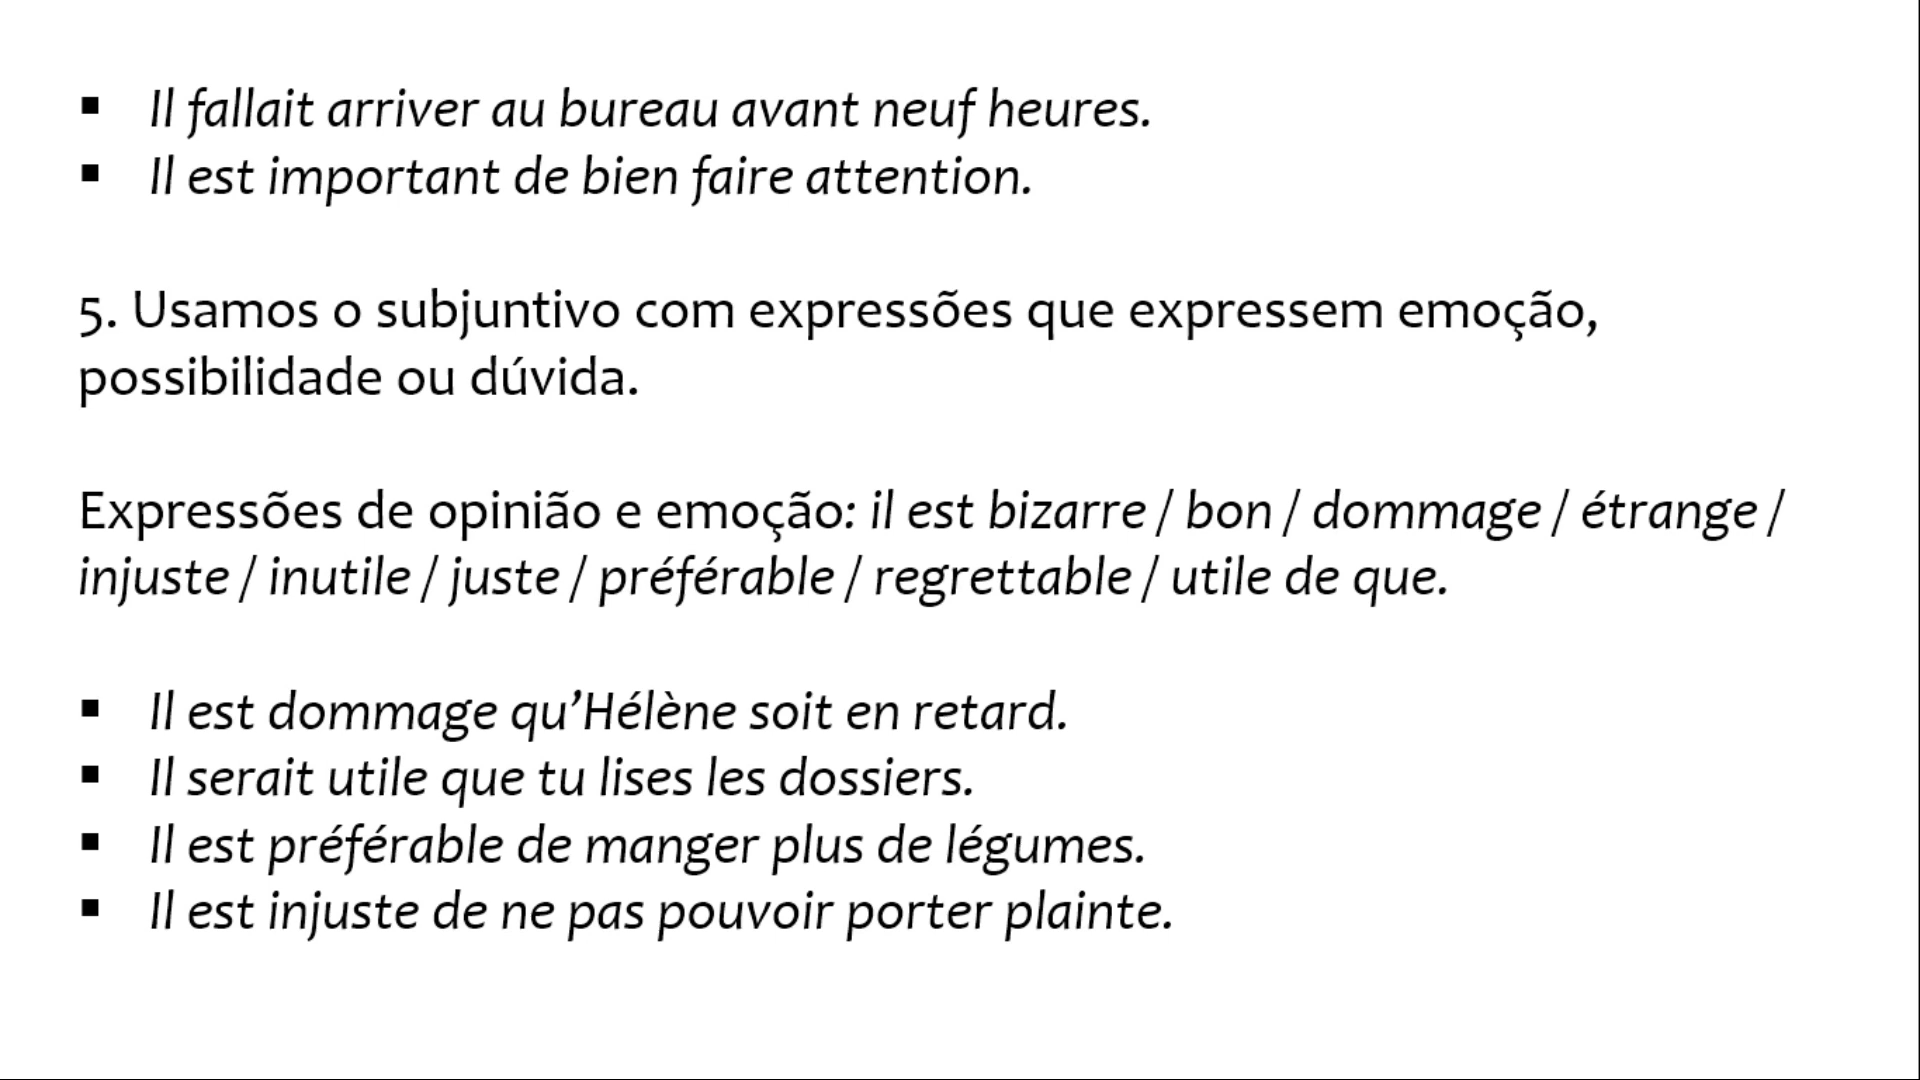 ▪ Il fallait arriver au bureau avant neuf heures.
▪ Il est important de bien faire attention.
5. Usamos o subjuntivo com expressões que expressem emoção,
possibilidade ou dúvida.
Expressões de opinião e emoção: il est bizarre / bon / dommage / étrange /
injuste / inutile / juste / préférable / regrettable / utile de que.
▪ Il est dommage qu’Hélène soit en retard.
▪ Il serait utile que tu lises les dossiers.
▪ Il est préférable de manger plus de légumes.
▪ Il est injuste de ne pas pouvoir porter plainte.